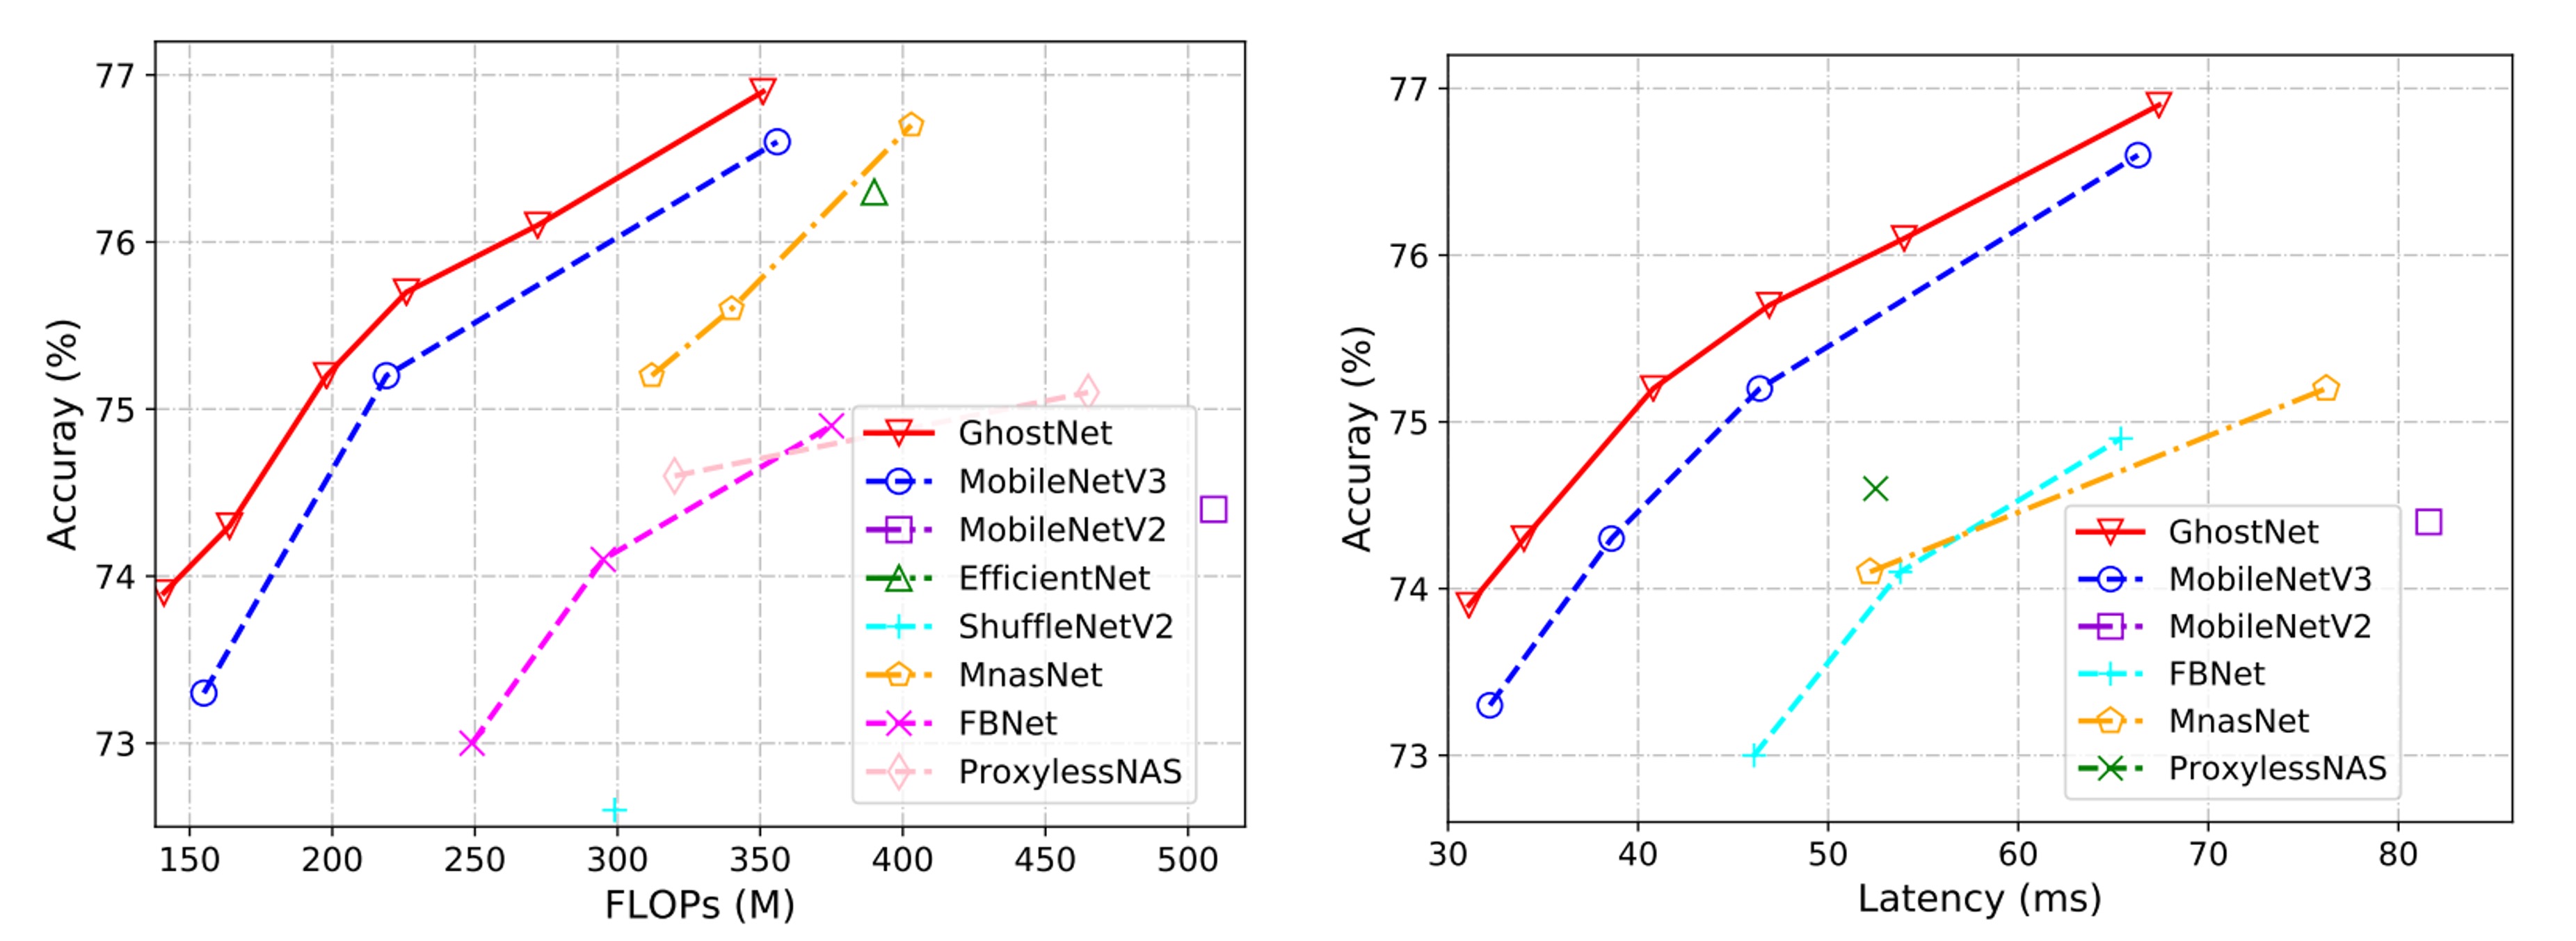 77
76
75
74
73
Accuray (%)
150 200 250 300 350 400 450 500
FLOPs (M)
GhostNet
MobileNetV3
MobileNetV2
EfficientNet
ShuffleNetV2
MnasNet
FBNet
ProxylessNAS
77
76
75
74
73
Accuray (%)
30 40 50 60 70 80
Latency (ms)
GhostNet
MobileNetV3
MobileNetV2
FBNet
MnasNet
ProxylessNAS